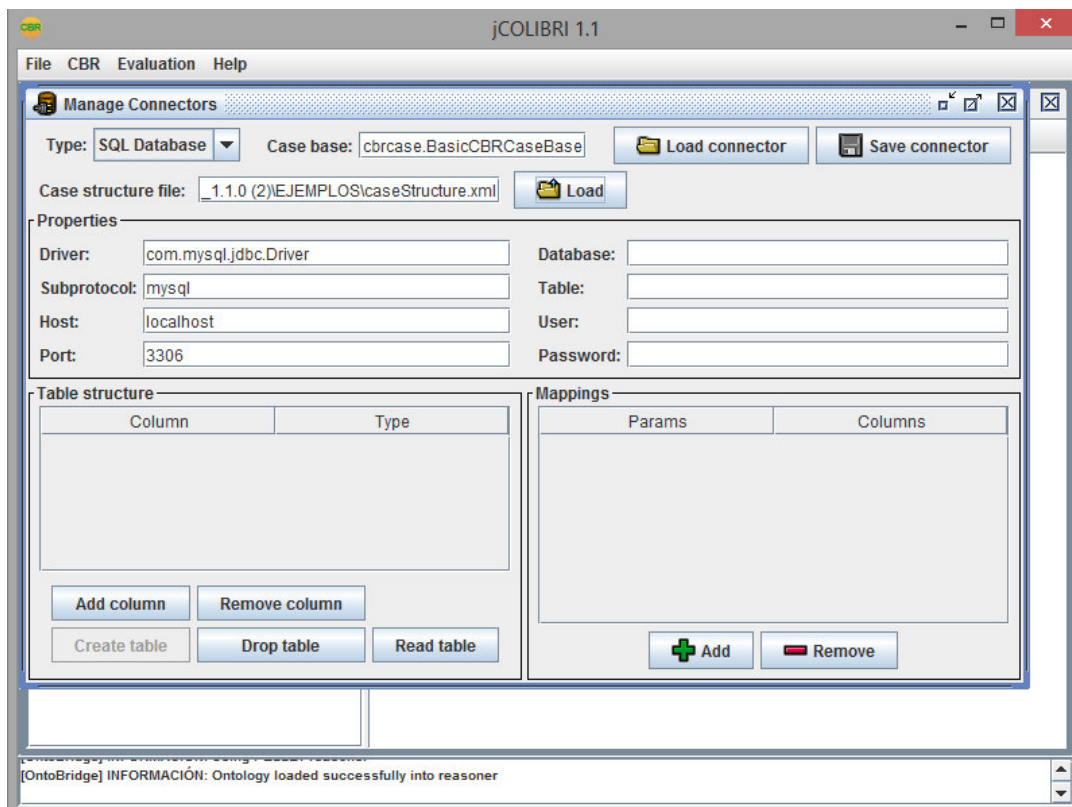 CBR
jCOLIBRI 1.1
File CBR Evaluation Help
Manage Connectors
Type: SQL Database Case base: cbrcase.BasicCBRCaseBase Load connector Save connector
Case structure file: _1.1.0 (2)\EJEMPLOS\caseStructure.xml Load
Properties
Driver: com.mysql.jdbc.Driver Database:
Subprotocol: mysql Table:
Host: localhost User:
Port: 3306 Password:
Table structure Mappings
Column Type Params Columns
Add column Remove column
Create table Drop table Read table Add Remove
[OntoBridge] INFORMACIÓN: Ontology loaded successfully into reasoner